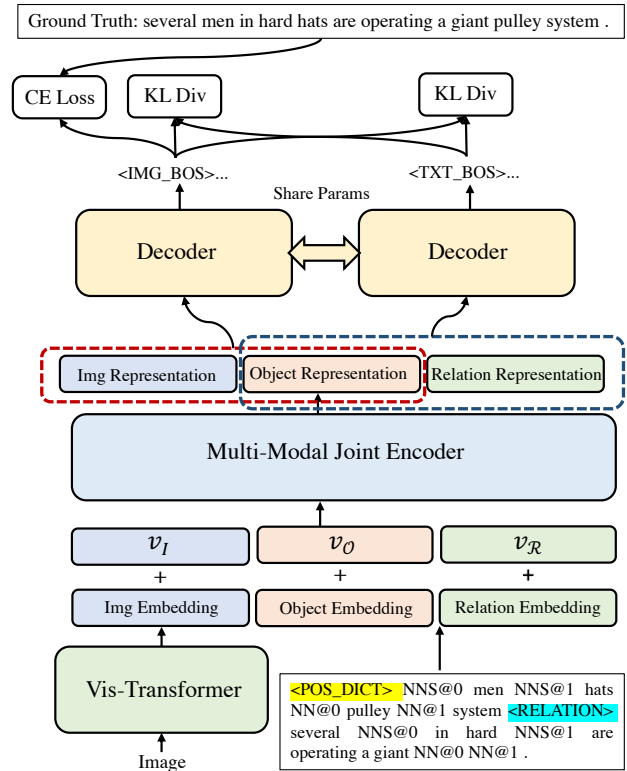 Ground Truth: several men in hard hats are operating a giant pulley system .
CE Loss
KL Div
KL Div
<IMG_BOS>...
<TXT_BOS>...
Share Params
Decoder
Decoder
Img Representation
Object Representation
Relation Representation
Multi-Modal Joint Encoder
v_I
v_𝒪
v_ℛ
+
+
+
Img Embedding
Object Embedding
Relation Embedding
Vis-Transformer
<POS_DICT> NNS@0 men NNS@1 hats
NN@0 pulley NN@1 system <RELATION>
several NNS@0 in hard NNS@1 are
operating a giant NN@0 NN@1 .
Image